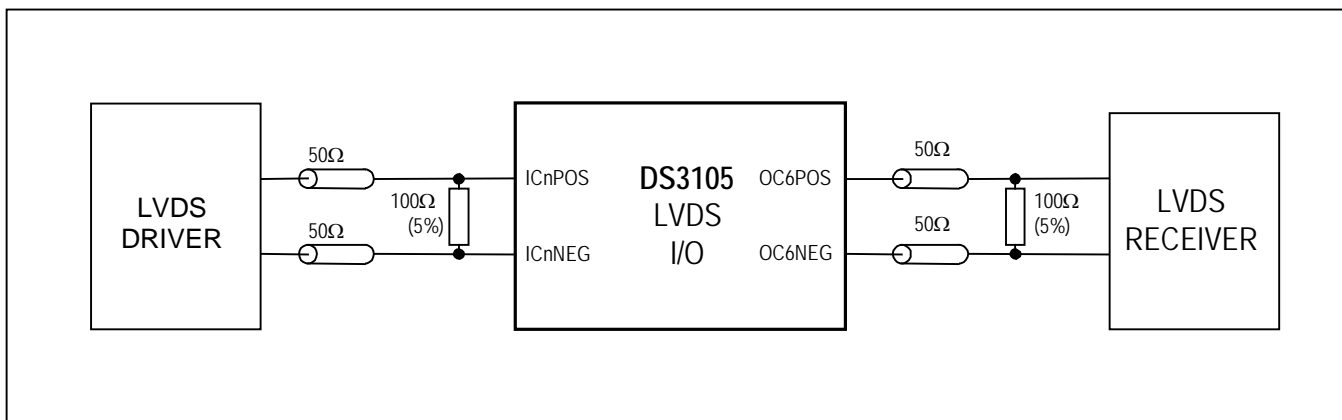 LVDS
DRIVER
50Ω
50Ω
100Ω
(5%)
ICnPOS
ICnNEG
DS3105
LVDS
I/O
OC6POS
OC6NEG
50Ω
50Ω
100Ω
(5%)
LVDS
RECEIVER